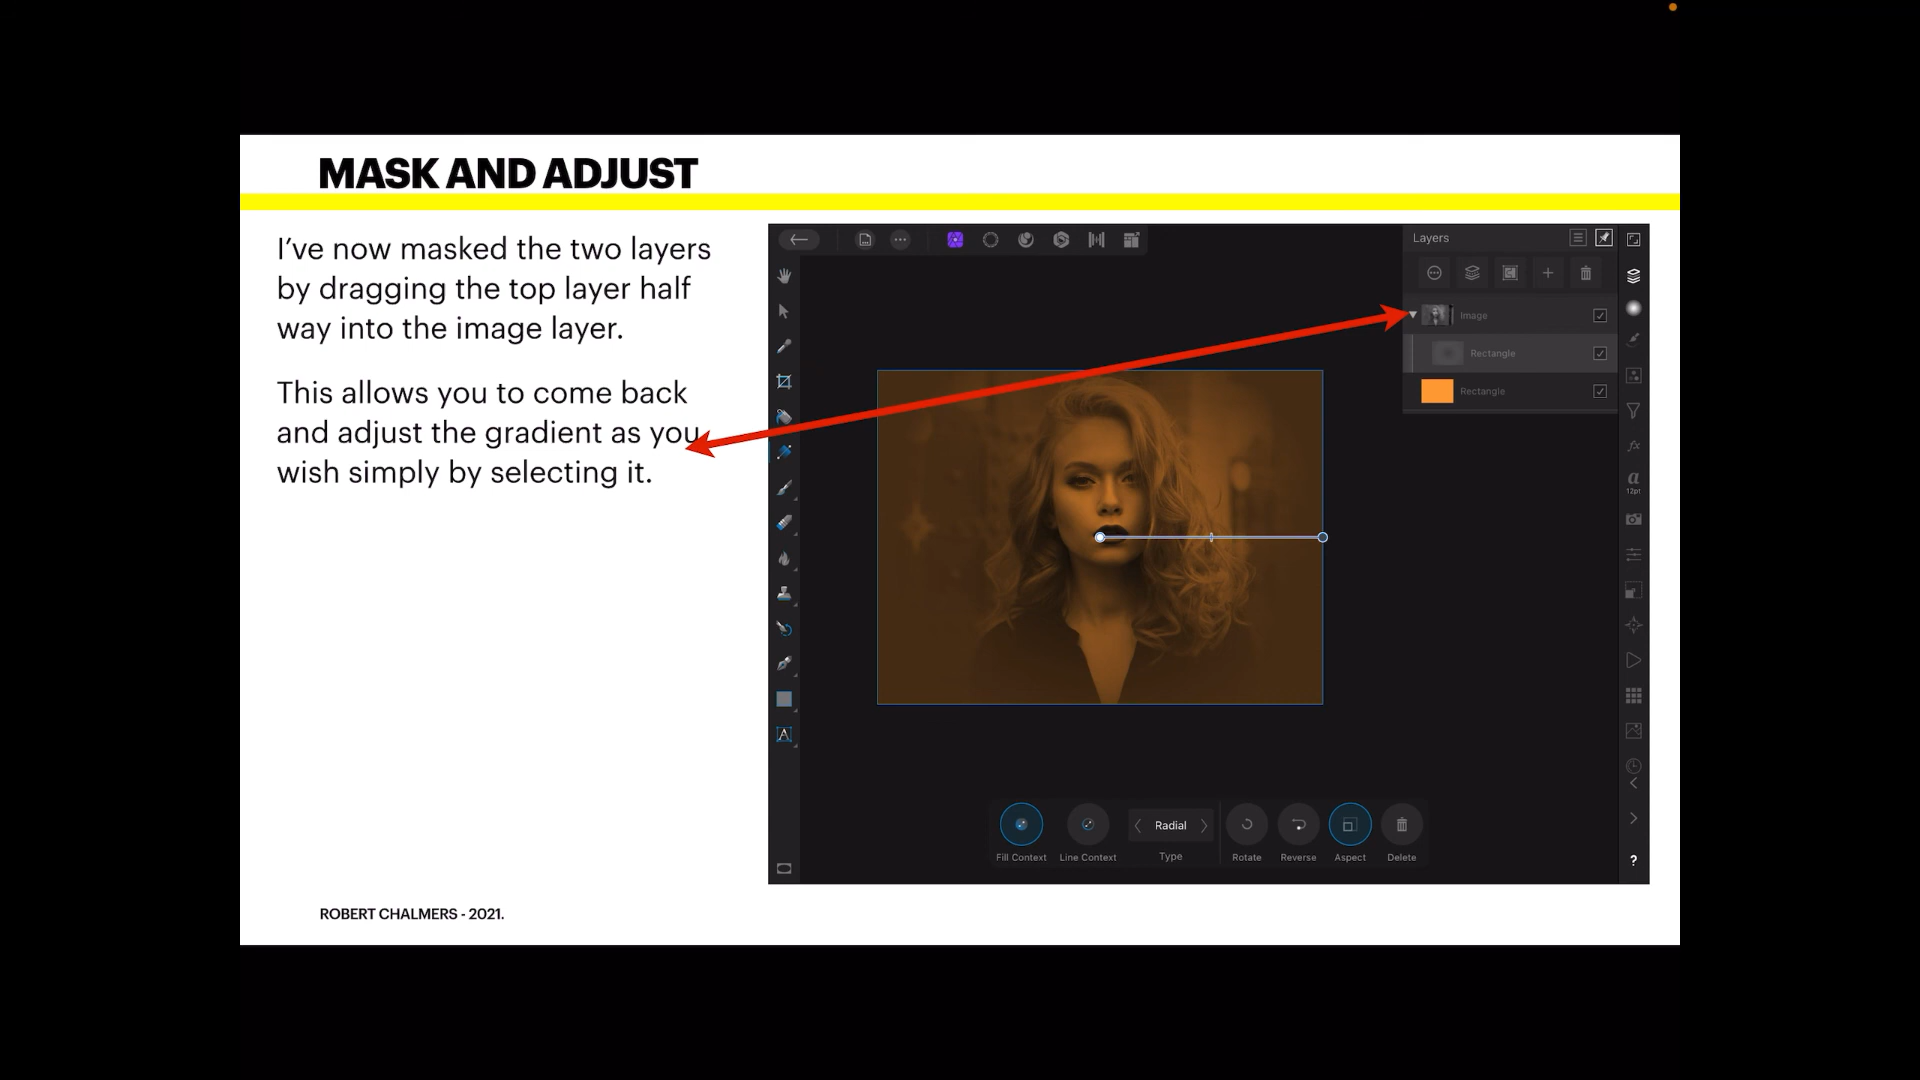 MASK AND ADJUST
I’ve now masked the two layers
by dragging the top layer half
way into the image layer.
This allows you to come back
and adjust the gradient as you
wish simply by selecting it.
Layers
Image
Rectangle
Rectangle
a
12pt
fx
A
Radial
Fill Context
Line Context
Type
Rotate
Reverse
Aspect
Delete
?
ROBERT CHALMERS - 2021.